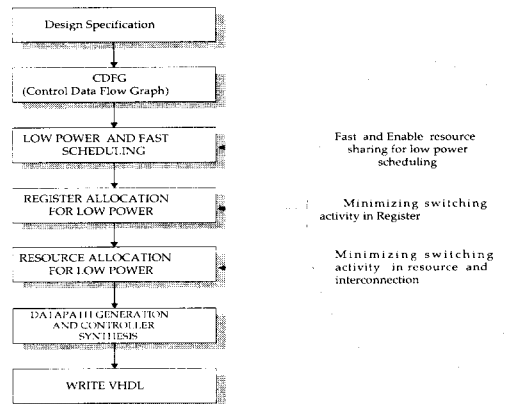 Design Specification
CDFG
(Control Data Flow Graph)
LOW POWER AND FAST
SCHEDULING
Fast and Enable resource
sharing for low power
scheduling
REGISTER ALLOCATION
FOR LOW POWER
Minimizing switching
activity in Register
RESOURCE ALLOCATION
FOR LOW POWER
Minimizing switching
activity in resource and
interconnection
DATAPATH GENERATION
AND CONTROLLER
SYNTHESIS
WRITE VHDL